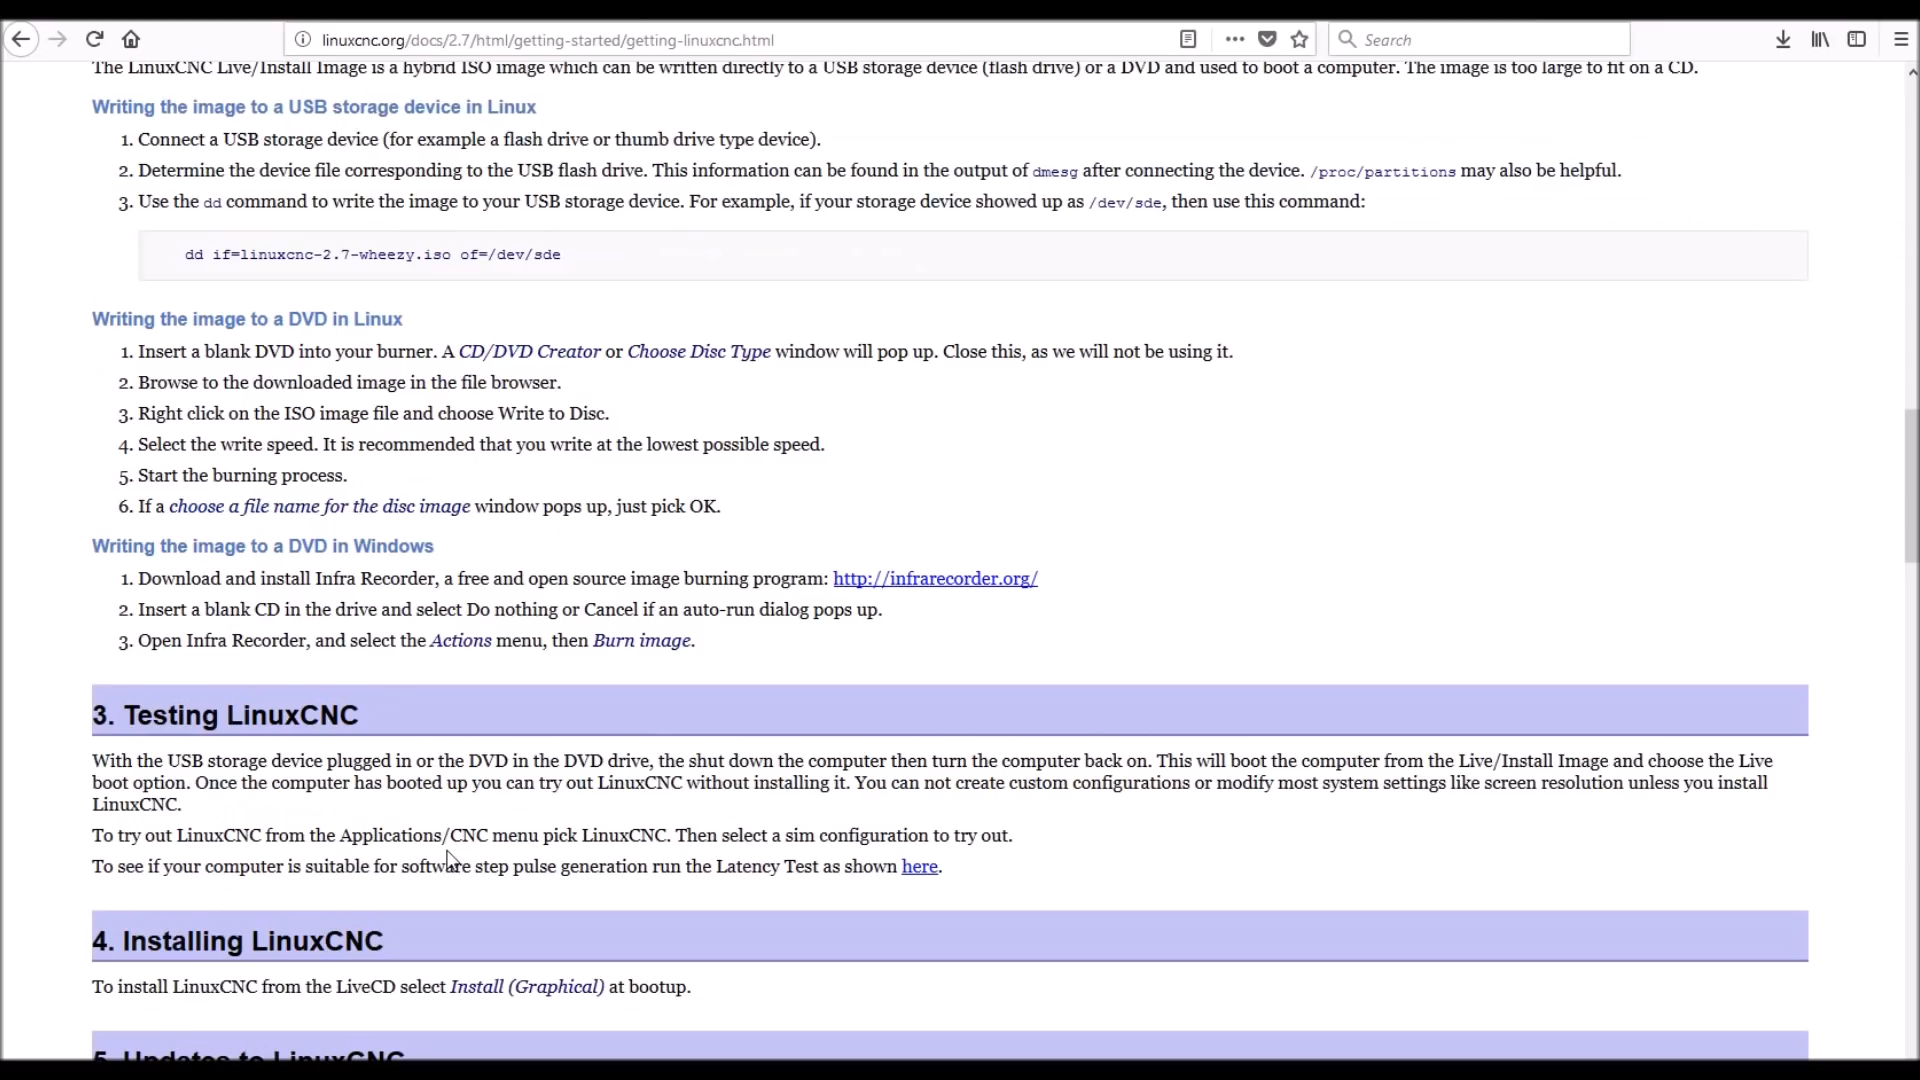 linuxcnc.org/docs/2.7/html/getting-started/getting-linuxcnc.html
Search
The LinuxCNC Live/Install Image is a hybrid ISO image which can be written directly to a USB storage device (flash drive) or a DVD and used to boot a computer. The image is too large to fit on a CD.
Writing the image to a USB storage device in Linux
1. Connect a USB storage device (for example a flash drive or thumb drive type device).
2. Determine the device file corresponding to the USB flash drive. This information can be found in the output of dmesg after connecting the device. /proc/partitions may also be helpful.
3. Use the dd command to write the image to your USB storage device. For example, if your storage device showed up as /dev/sde, then use this command:
dd if=linuxcnc-2.7-wheezy.iso of=/dev/sde
Writing the image to a DVD in Linux
1. Insert a blank DVD into your burner. A CD/DVD Creator or Choose Disc Type window will pop up. Close this, as we will not be using it.
2. Browse to the downloaded image in the file browser.
3. Right click on the ISO image file and choose Write to Disc.
4. Select the write speed. It is recommended that you write at the lowest possible speed.
5. Start the burning process.
6. If a choose a file name for the disc image window pops up, just pick OK.
Writing the image to a DVD in Windows
1. Download and install Infra Recorder, a free and open source image burning program: http://infrarecorder.org/
2. Insert a blank CD in the drive and select Do nothing or Cancel if an auto-run dialog pops up.
3. Open Infra Recorder, and select the Actions menu, then Burn image.
3. Testing LinuxCNC
With the USB storage device plugged in or the DVD in the DVD drive, the shut down the computer then turn the computer back on. This will boot the computer from the Live/Install Image and choose the Live
boot option. Once the computer has booted up you can try out LinuxCNC without installing it. You can not create custom configurations or modify most system settings like screen resolution unless you install
LinuxCNC.
To try out LinuxCNC from the Applications/CNC menu pick LinuxCNC. Then select a sim configuration to try out.
To see if your computer is suitable for software step pulse generation run the Latency Test as shown here.
4. Installing LinuxCNC
To install LinuxCNC from the LiveCD select Install (Graphical) at bootup.
5. Updates to LinuxCNC